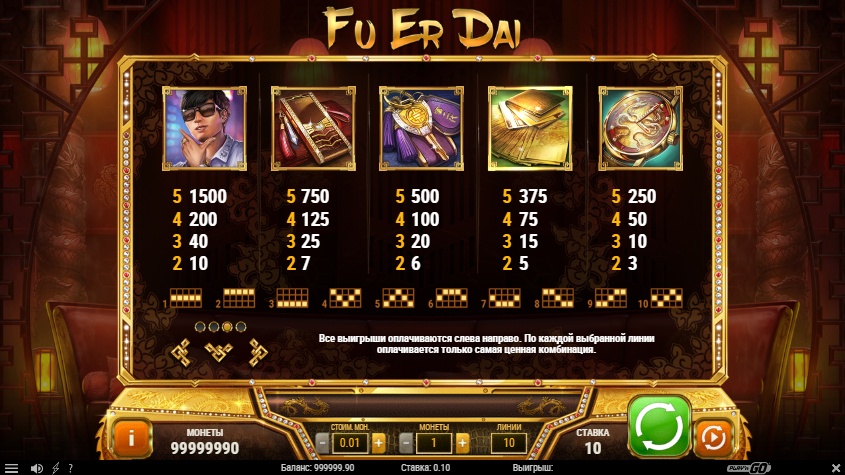 FU ER DAI
5 1500 5 750 5 500 5 375 5 250
4 200 4 125 4 100 4 75 4 50
3 40 3 25 3 20 3 15 3 10
2 10 2 7 2 6 2 5 2 3
1 2 3 4 5 6 7 8 9 10
Все выигрыши оплачиваются слева направо. По каждой выбранной линии
оплачивается только самая ценная комбинация.
СТОИМ. МОН. МОНЕТЫ ЛИНИИ
МОНЕТЫ СТАВКА
- 0.01 + - 1 + 10
99999990 10
Баланс: 999999.90 Ставка: 0.10 Выигрыш: PLAY'N GO